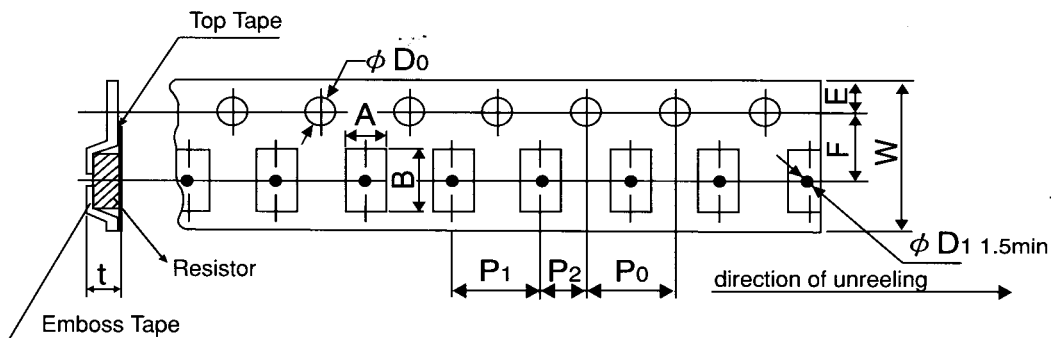 Top Tape
φ D0
A
B
E
F
W
t
Resistor
P1
P2
P0
φ D1 1.5min
direction of unreeling
Emboss Tape